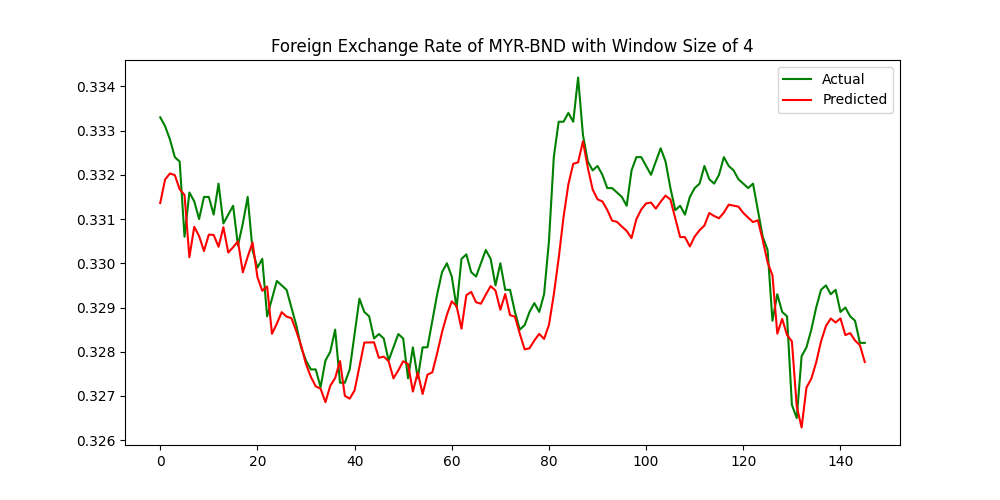 Foreign Exchange Rate of MYR-BND with Window Size of 4
Actual
Predicted
0.334
0.333
0.332
0.331
0.330
0.329
0.328
0.327
0.326
0 20 40 60 80 100 120 140